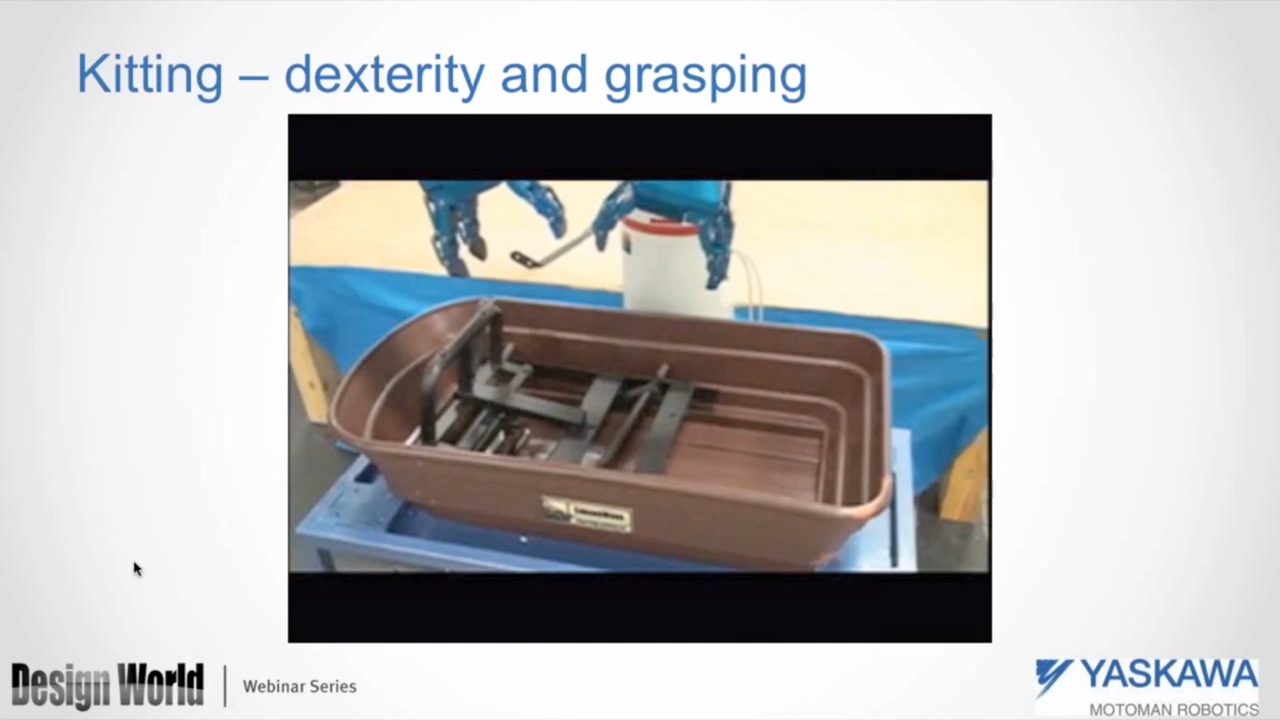 Kitting – dexterity and grasping
Design World
Webinar Series
YASKAWA
MOTOMAN ROBOTICS